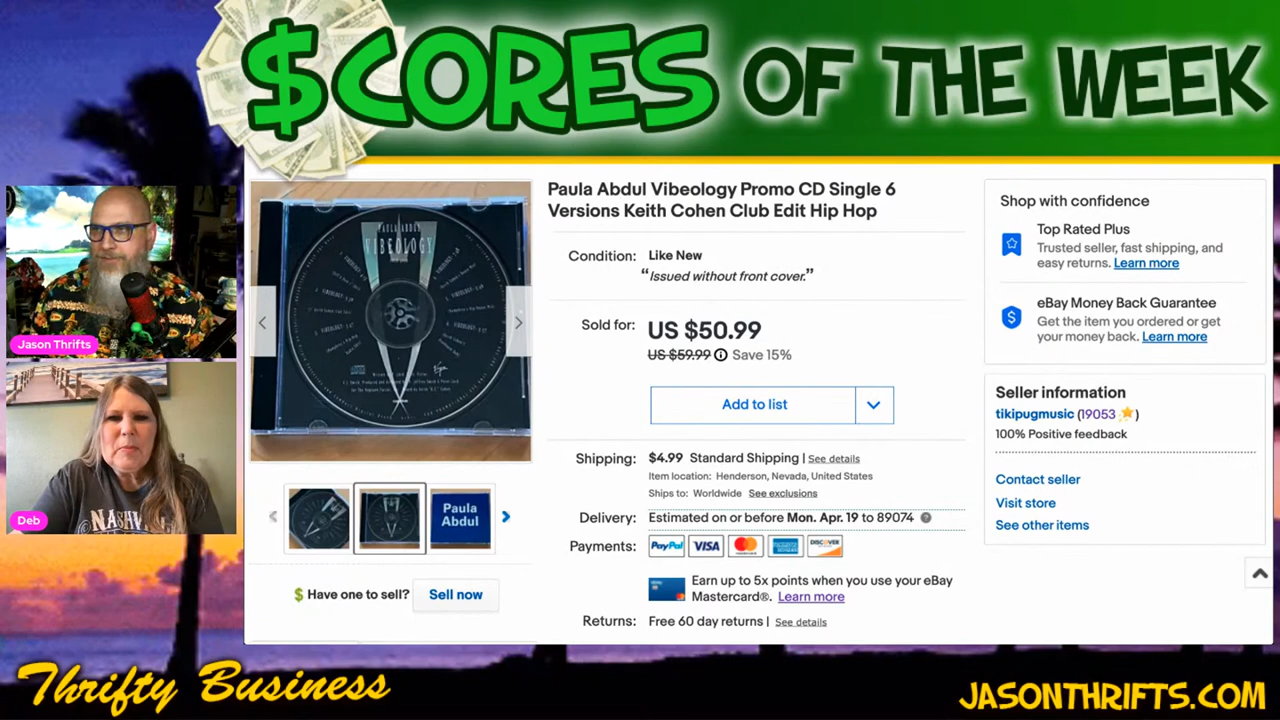 $CORES OF THE WEEK
Paula Abdul Vibeology Promo CD Single 6
Versions Keith Cohen Club Edit Hip Hop
Condition: Like New
“Issued without front cover.”
Sold for: US $50.99
US $59.99 Save 15%
Add to list
Shipping: $4.99 Standard Shipping | See details
Item location: Henderson, Nevada, United States
Ships to: Worldwide See exclusions
Delivery: Estimated on or before Mon. Apr. 19 to 89074
Payments: PayPal VISA DISCOVER
Earn up to 5x points when you use your eBay
Mastercard®. Learn more
Returns: Free 60 day returns | See details
Shop with confidence
Top Rated Plus
Trusted seller, fast shipping, and
easy returns. Learn more
eBay Money Back Guarantee
Get the item you ordered or get
your money back. Learn more
Seller information
tikipugmusic (19053)
100% Positive feedback
Contact seller
Visit store
See other items
PAULA ABDUL
VIBEOLOGY
Paula
Abdul
$ Have one to sell? Sell now
Jason Thrifts
Deb
NASHVILLE
Thrifty Business
JASONTHRIFTS.COM